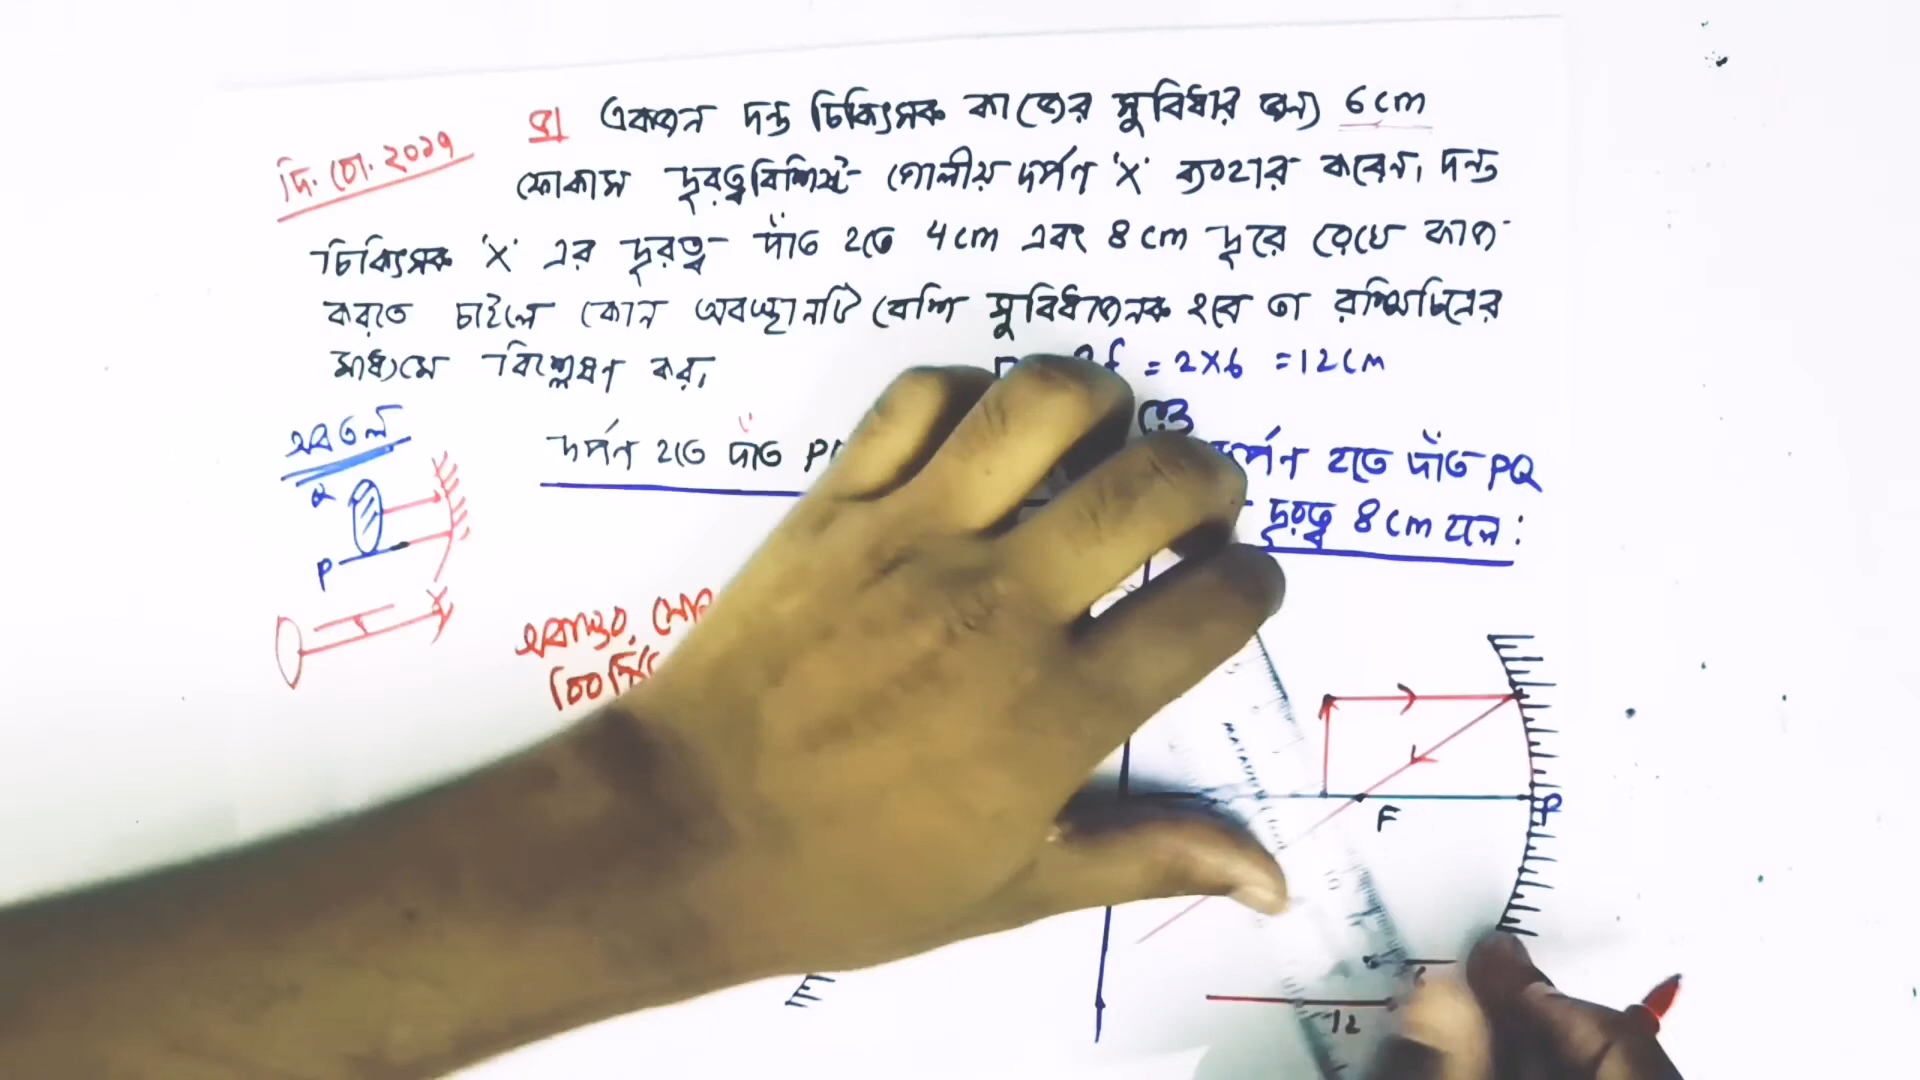 দি. বো. ২০১৭
প্র। একজন দন্ত চিকিৎসক কাজের সুবিধার জন্য 6cm
ফোকাস দূরত্ববিশিষ্ট গোলীয় দর্পণ 'X' ব্যবহার করেন। দন্ত
চিকিৎসক 'X' এর দূরত্ব দাঁত হতে 4cm এবং 8cm দূরে রেখে কাজ
করতে চাইলে কোন অবস্থানটি বেশি সুবিধাজনক হবে তা রশ্মিচিত্রের
মাধ্যমে বিশ্লেষণ কর।
= 2×6 = 12cm
অবতল
দর্পণ হতে দাঁত
দর্পণ হতে দাঁত PQ
দূরত্ব 8cm হলে:
Q
P
F
P
12